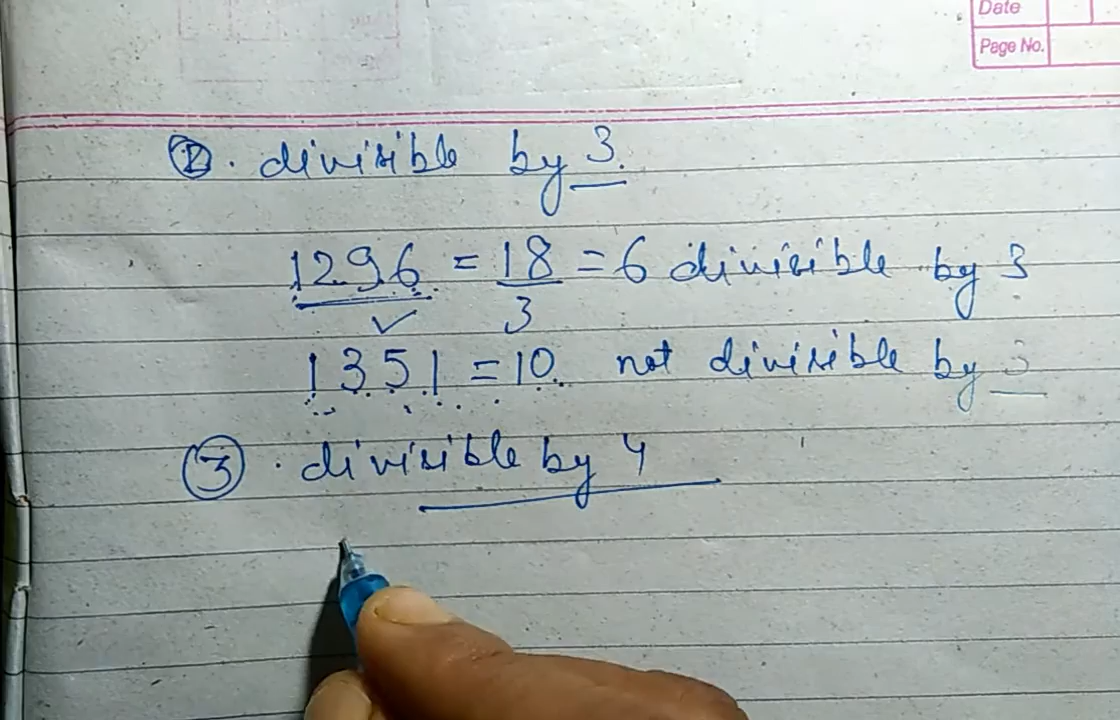 Date
Page No.
② . divisible by 3.
1296 = 18/3 = 6 divisible by 3
1351 = 10. not divisible by 3
③ . divisible by 4